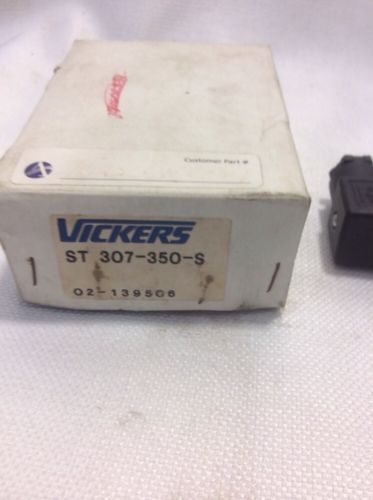 Customer Part #
VICKERS
ST 307-350-S
02-139506